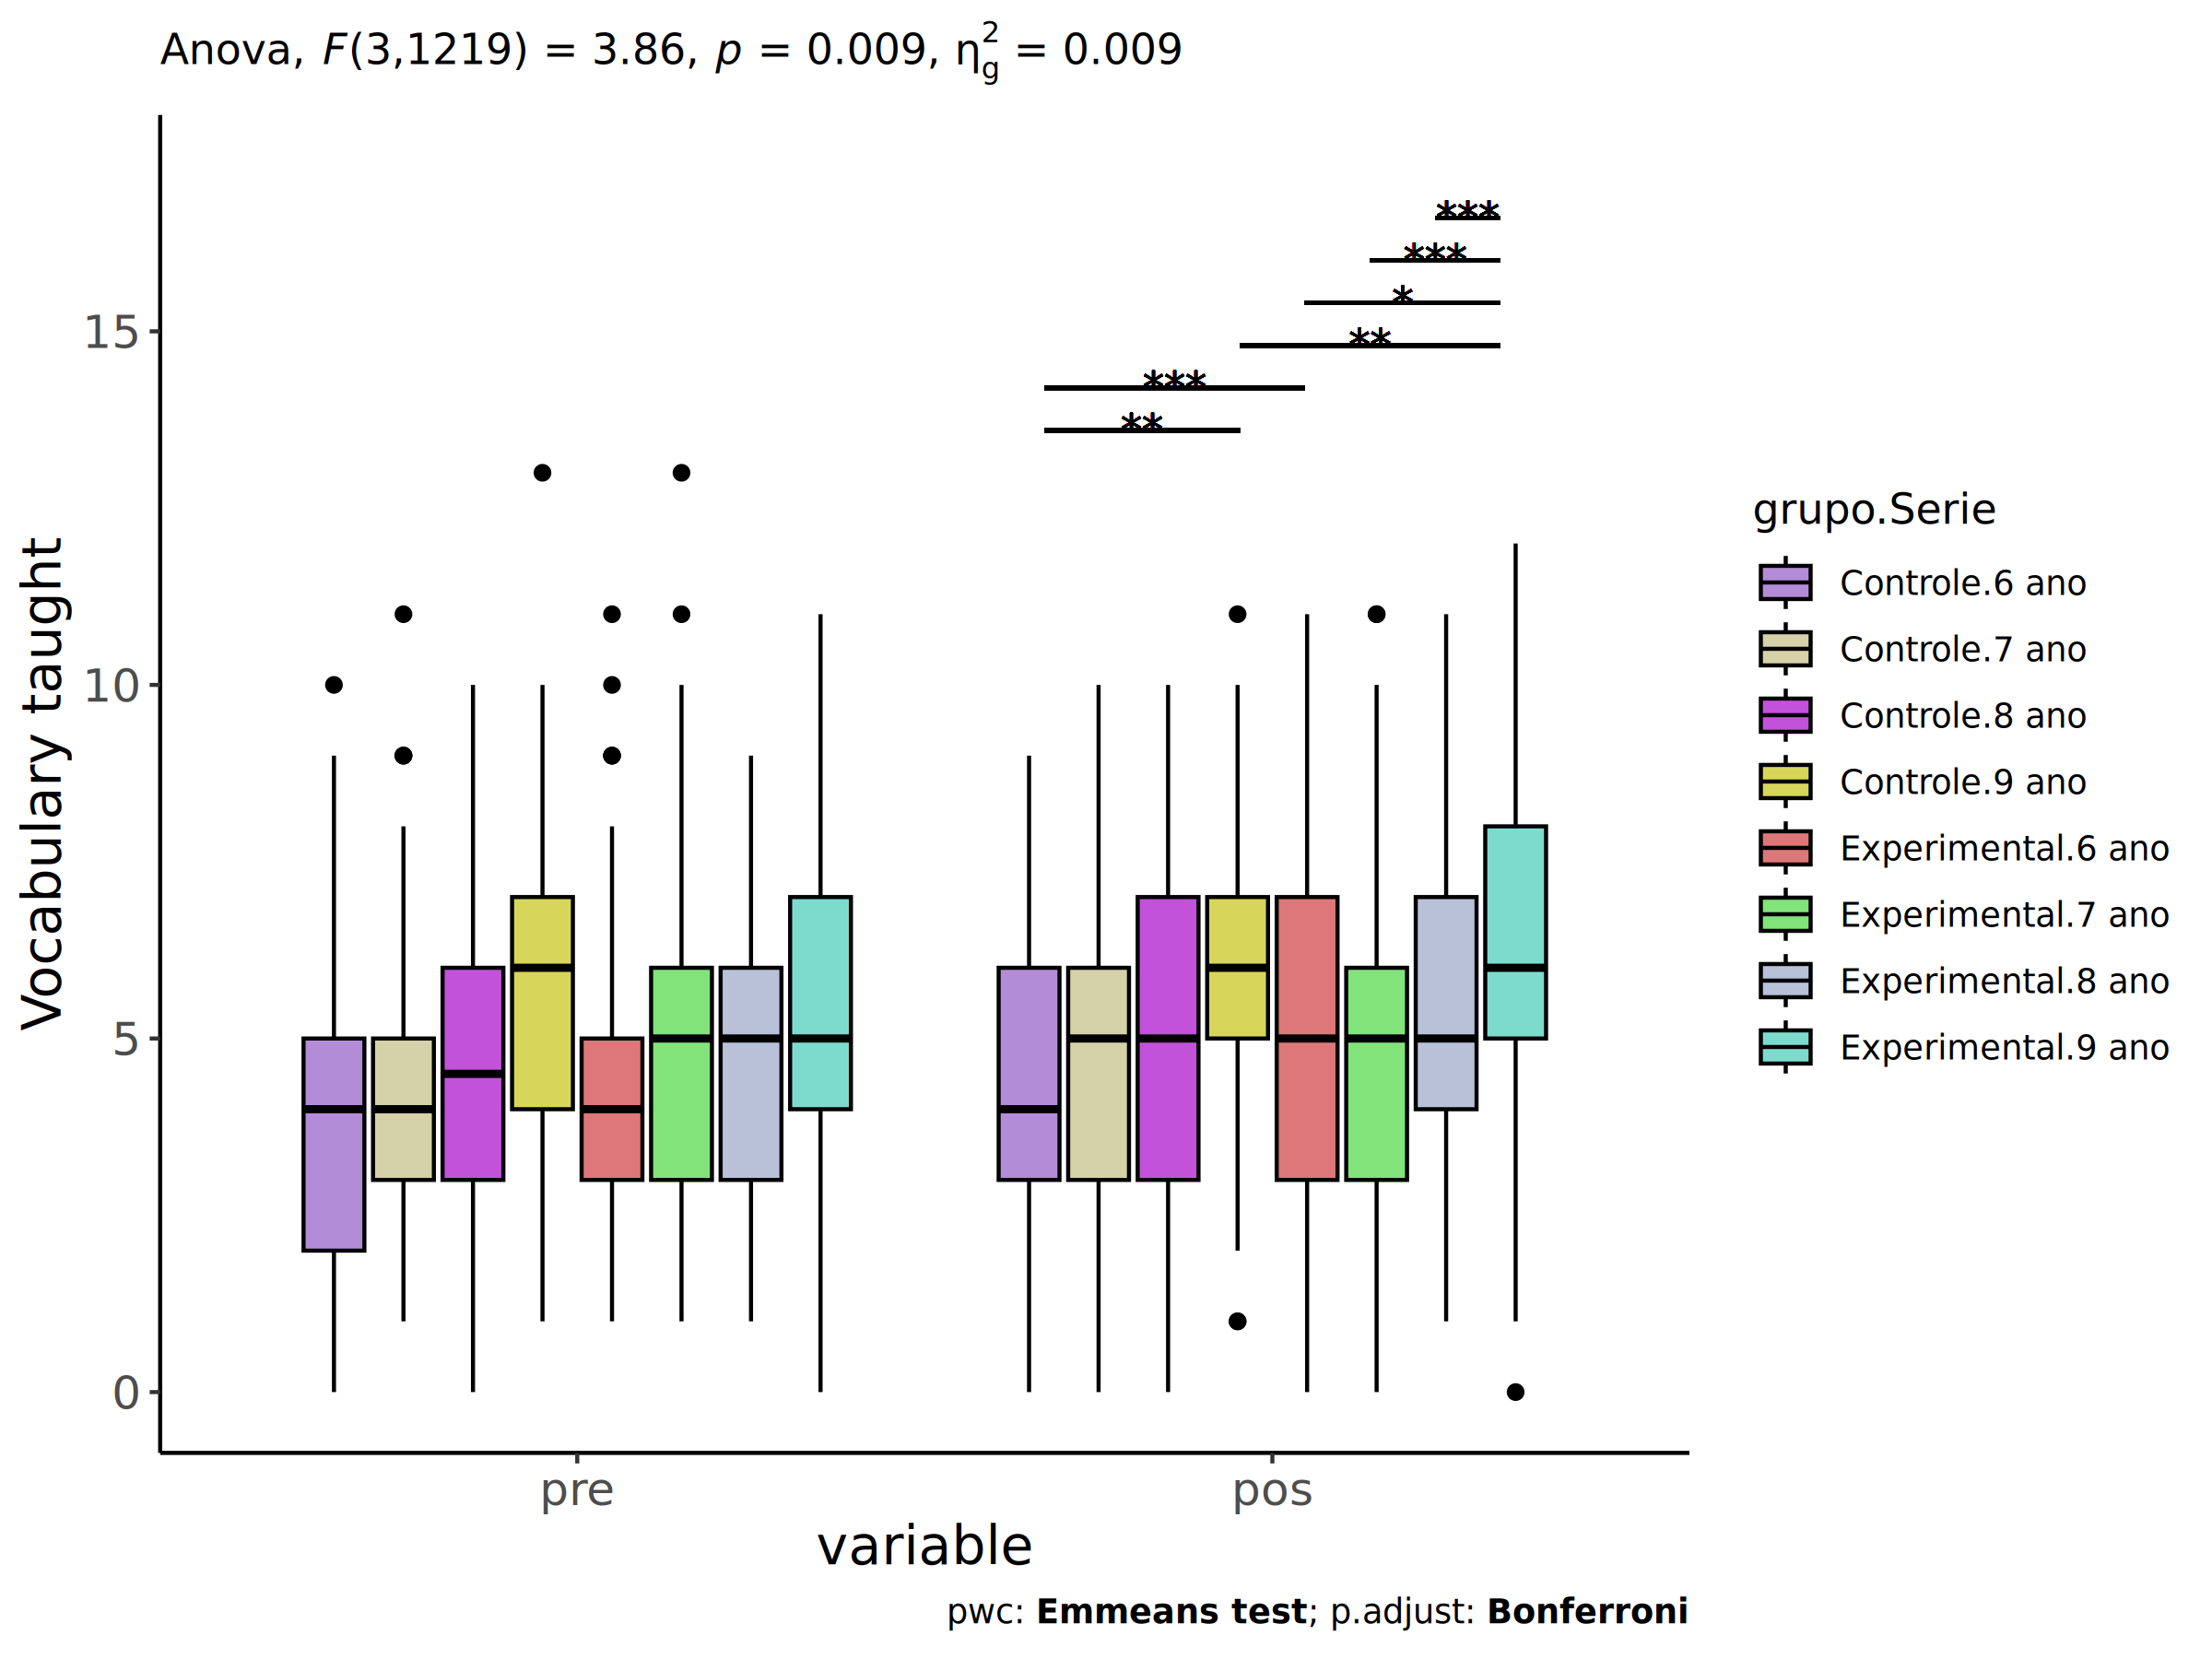 Anova, F(3,1219) = 3.86, p = 0.009, η²g = 0.009
***
***
*
**
***
**
15
10
5
0
Vocabulary taught
pre
pos
variable
grupo.Serie
Controle.6 ano
Controle.7 ano
Controle.8 ano
Controle.9 ano
Experimental.6 ano
Experimental.7 ano
Experimental.8 ano
Experimental.9 ano
pwc: Emmeans test; p.adjust: Bonferroni